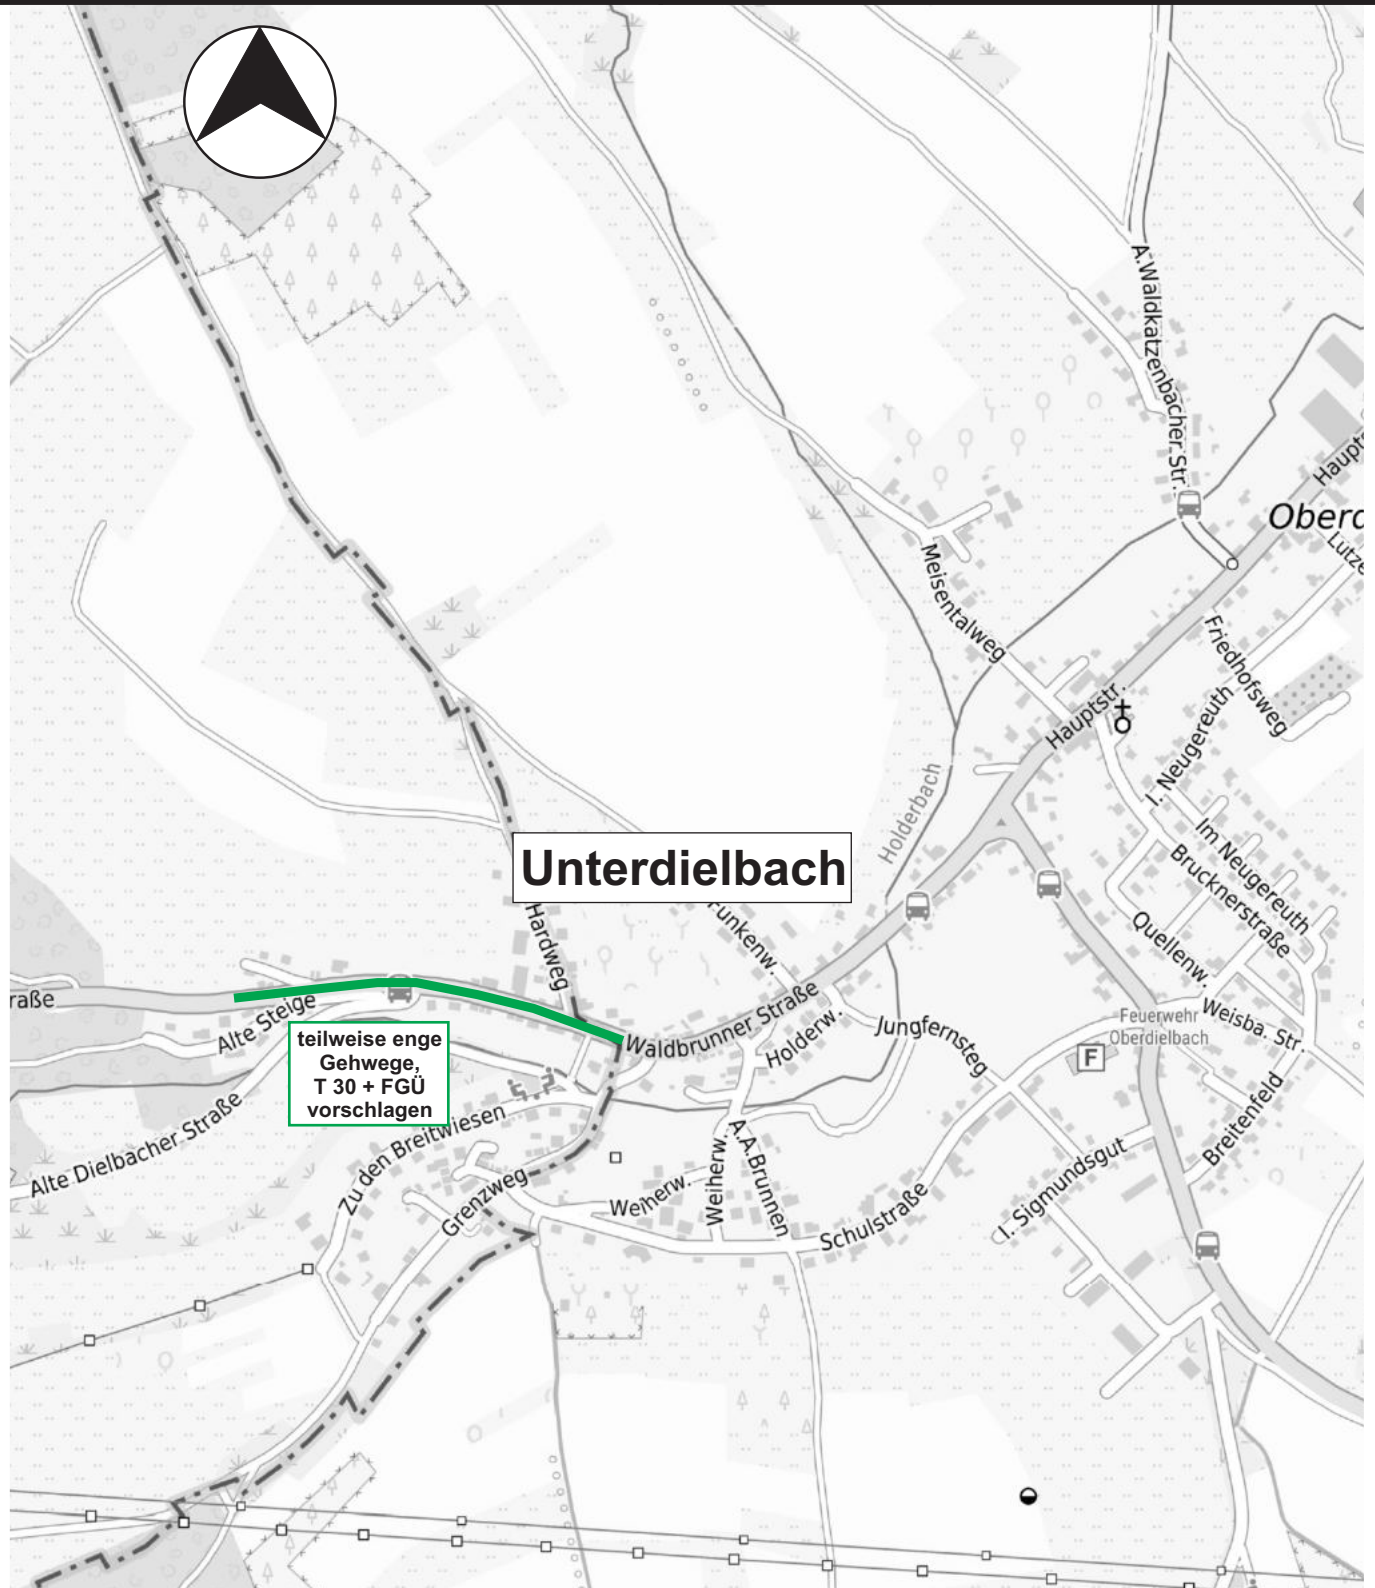 A.Waldkatzenbacher Str.
Oberd
Meisentalweg
Friedhofsweg
Hauptstr.
I. Neugereuth
Holderbach
Im Neugereuth
Brucknerstraße
Unterdielbach
Hardweg
Funkenw.
Quellenw.
raße
Alte Steige
Waldbrunner Straße
Holderw.
Jungfernsteg
Feuerwehr
Oberdielbach
F
Weisba. Str.
teilweise enge
Gehwege,
T 30 + FGÜ
vorschlagen
Alte Dielbacher Straße
Zu den Breitwiesen
Breitenfeld
Grenzweg
Weiherw.
Weiherw.
A.A.Brunnen
Schulstraße
I. Sigmundsgut